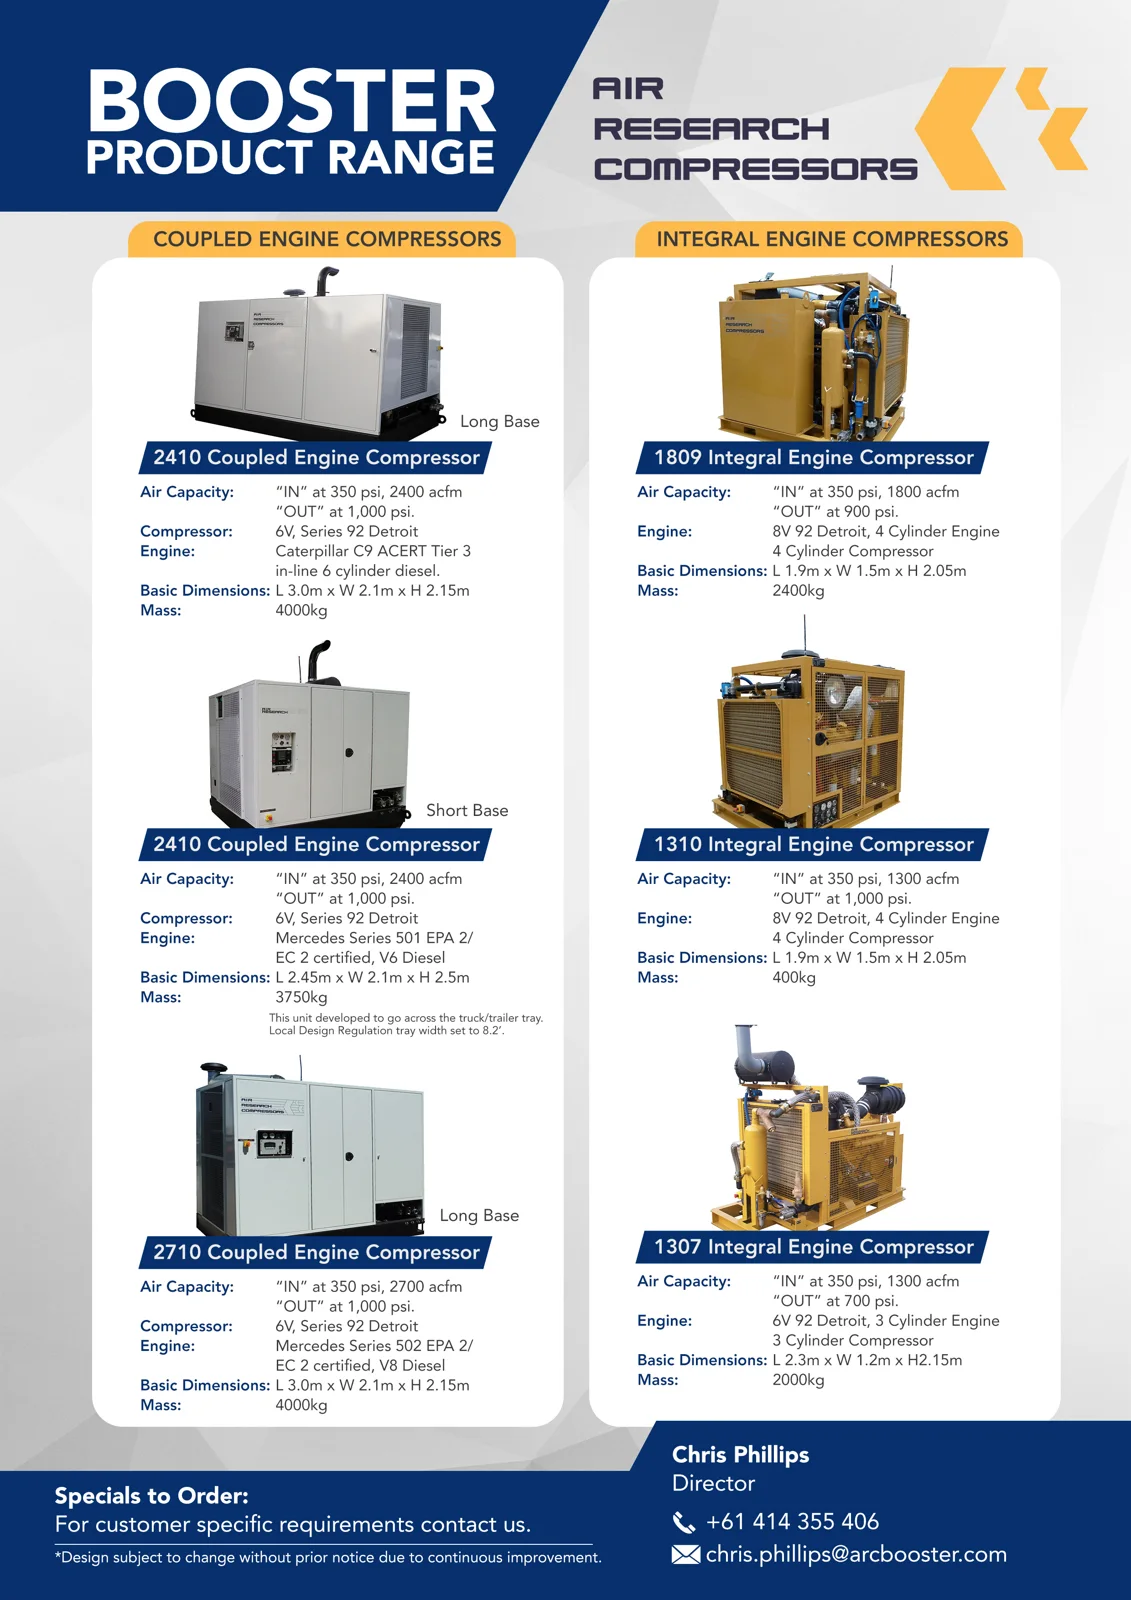 BOOSTER
PRODUCT RANGE
AIR
RESEARCH
COMPRESSORS
COUPLED ENGINE COMPRESSORS
AIR
RESEARCH
COMPRESSORS
Long Base
2410 Coupled Engine Compressor
Air Capacity: “IN” at 350 psi, 2400 acfm
“OUT” at 1,000 psi.
Compressor: 6V, Series 92 Detroit
Engine: Caterpillar C9 ACERT Tier 3
in-line 6 cylinder diesel.
Basic Dimensions: L 3.0m x W 2.1m x H 2.15m
Mass: 4000kg
AIR
RESEARCH
Short Base
2410 Coupled Engine Compressor
Air Capacity: “IN” at 350 psi, 2400 acfm
“OUT” at 1,000 psi.
Compressor: 6V, Series 92 Detroit
Engine: Mercedes Series 501 EPA 2/
EC 2 certified, V6 Diesel
Basic Dimensions: L 2.45m x W 2.1m x H 2.5m
Mass: 3750kg
This unit developed to go across the truck/trailer tray.
Local Design Regulation tray width set to 8.2’.
AIR
RESEARCH
COMPRESSORS
Long Base
2710 Coupled Engine Compressor
Air Capacity: “IN” at 350 psi, 2700 acfm
“OUT” at 1,000 psi.
Compressor: 6V, Series 92 Detroit
Engine: Mercedes Series 502 EPA 2/
EC 2 certified, V8 Diesel
Basic Dimensions: L 3.0m x W 2.1m x H 2.15m
Mass: 4000kg
INTEGRAL ENGINE COMPRESSORS
AIR
RESEARCH
COMPRESSORS
1809 Integral Engine Compressor
Air Capacity: “IN” at 350 psi, 1800 acfm
“OUT” at 900 psi.
Engine: 8V 92 Detroit, 4 Cylinder Engine
4 Cylinder Compressor
Basic Dimensions: L 1.9m x W 1.5m x H 2.05m
Mass: 2400kg
1310 Integral Engine Compressor
Air Capacity: “IN” at 350 psi, 1300 acfm
“OUT” at 1,000 psi.
Engine: 8V 92 Detroit, 4 Cylinder Engine
4 Cylinder Compressor
Basic Dimensions: L 1.9m x W 1.5m x H 2.05m
Mass: 400kg
1307 Integral Engine Compressor
Air Capacity: “IN” at 350 psi, 1300 acfm
“OUT” at 700 psi.
Engine: 6V 92 Detroit, 3 Cylinder Engine
3 Cylinder Compressor
Basic Dimensions: L 2.3m x W 1.2m x H2.15m
Mass: 2000kg
Specials to Order:
For customer specific requirements contact us.
*Design subject to change without prior notice due to continuous improvement.
Chris Phillips
Director
+61 414 355 406
chris.phillips@arcbooster.com